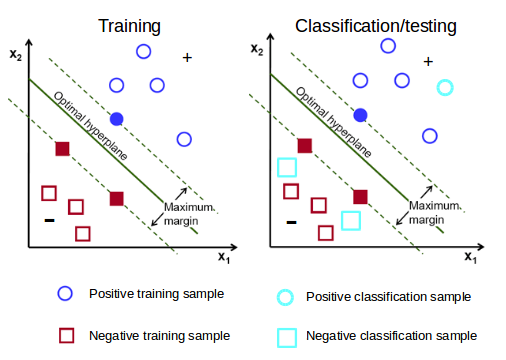 Training
Classification/testing
x2
+
Optimal hyperplane
Maximum.
margin
-
x1
x2
+
Optimal hyperplane
Maximum.
margin
-
x1
Positive training sample
Positive classification sample
Negative training sample
Negative classification sample